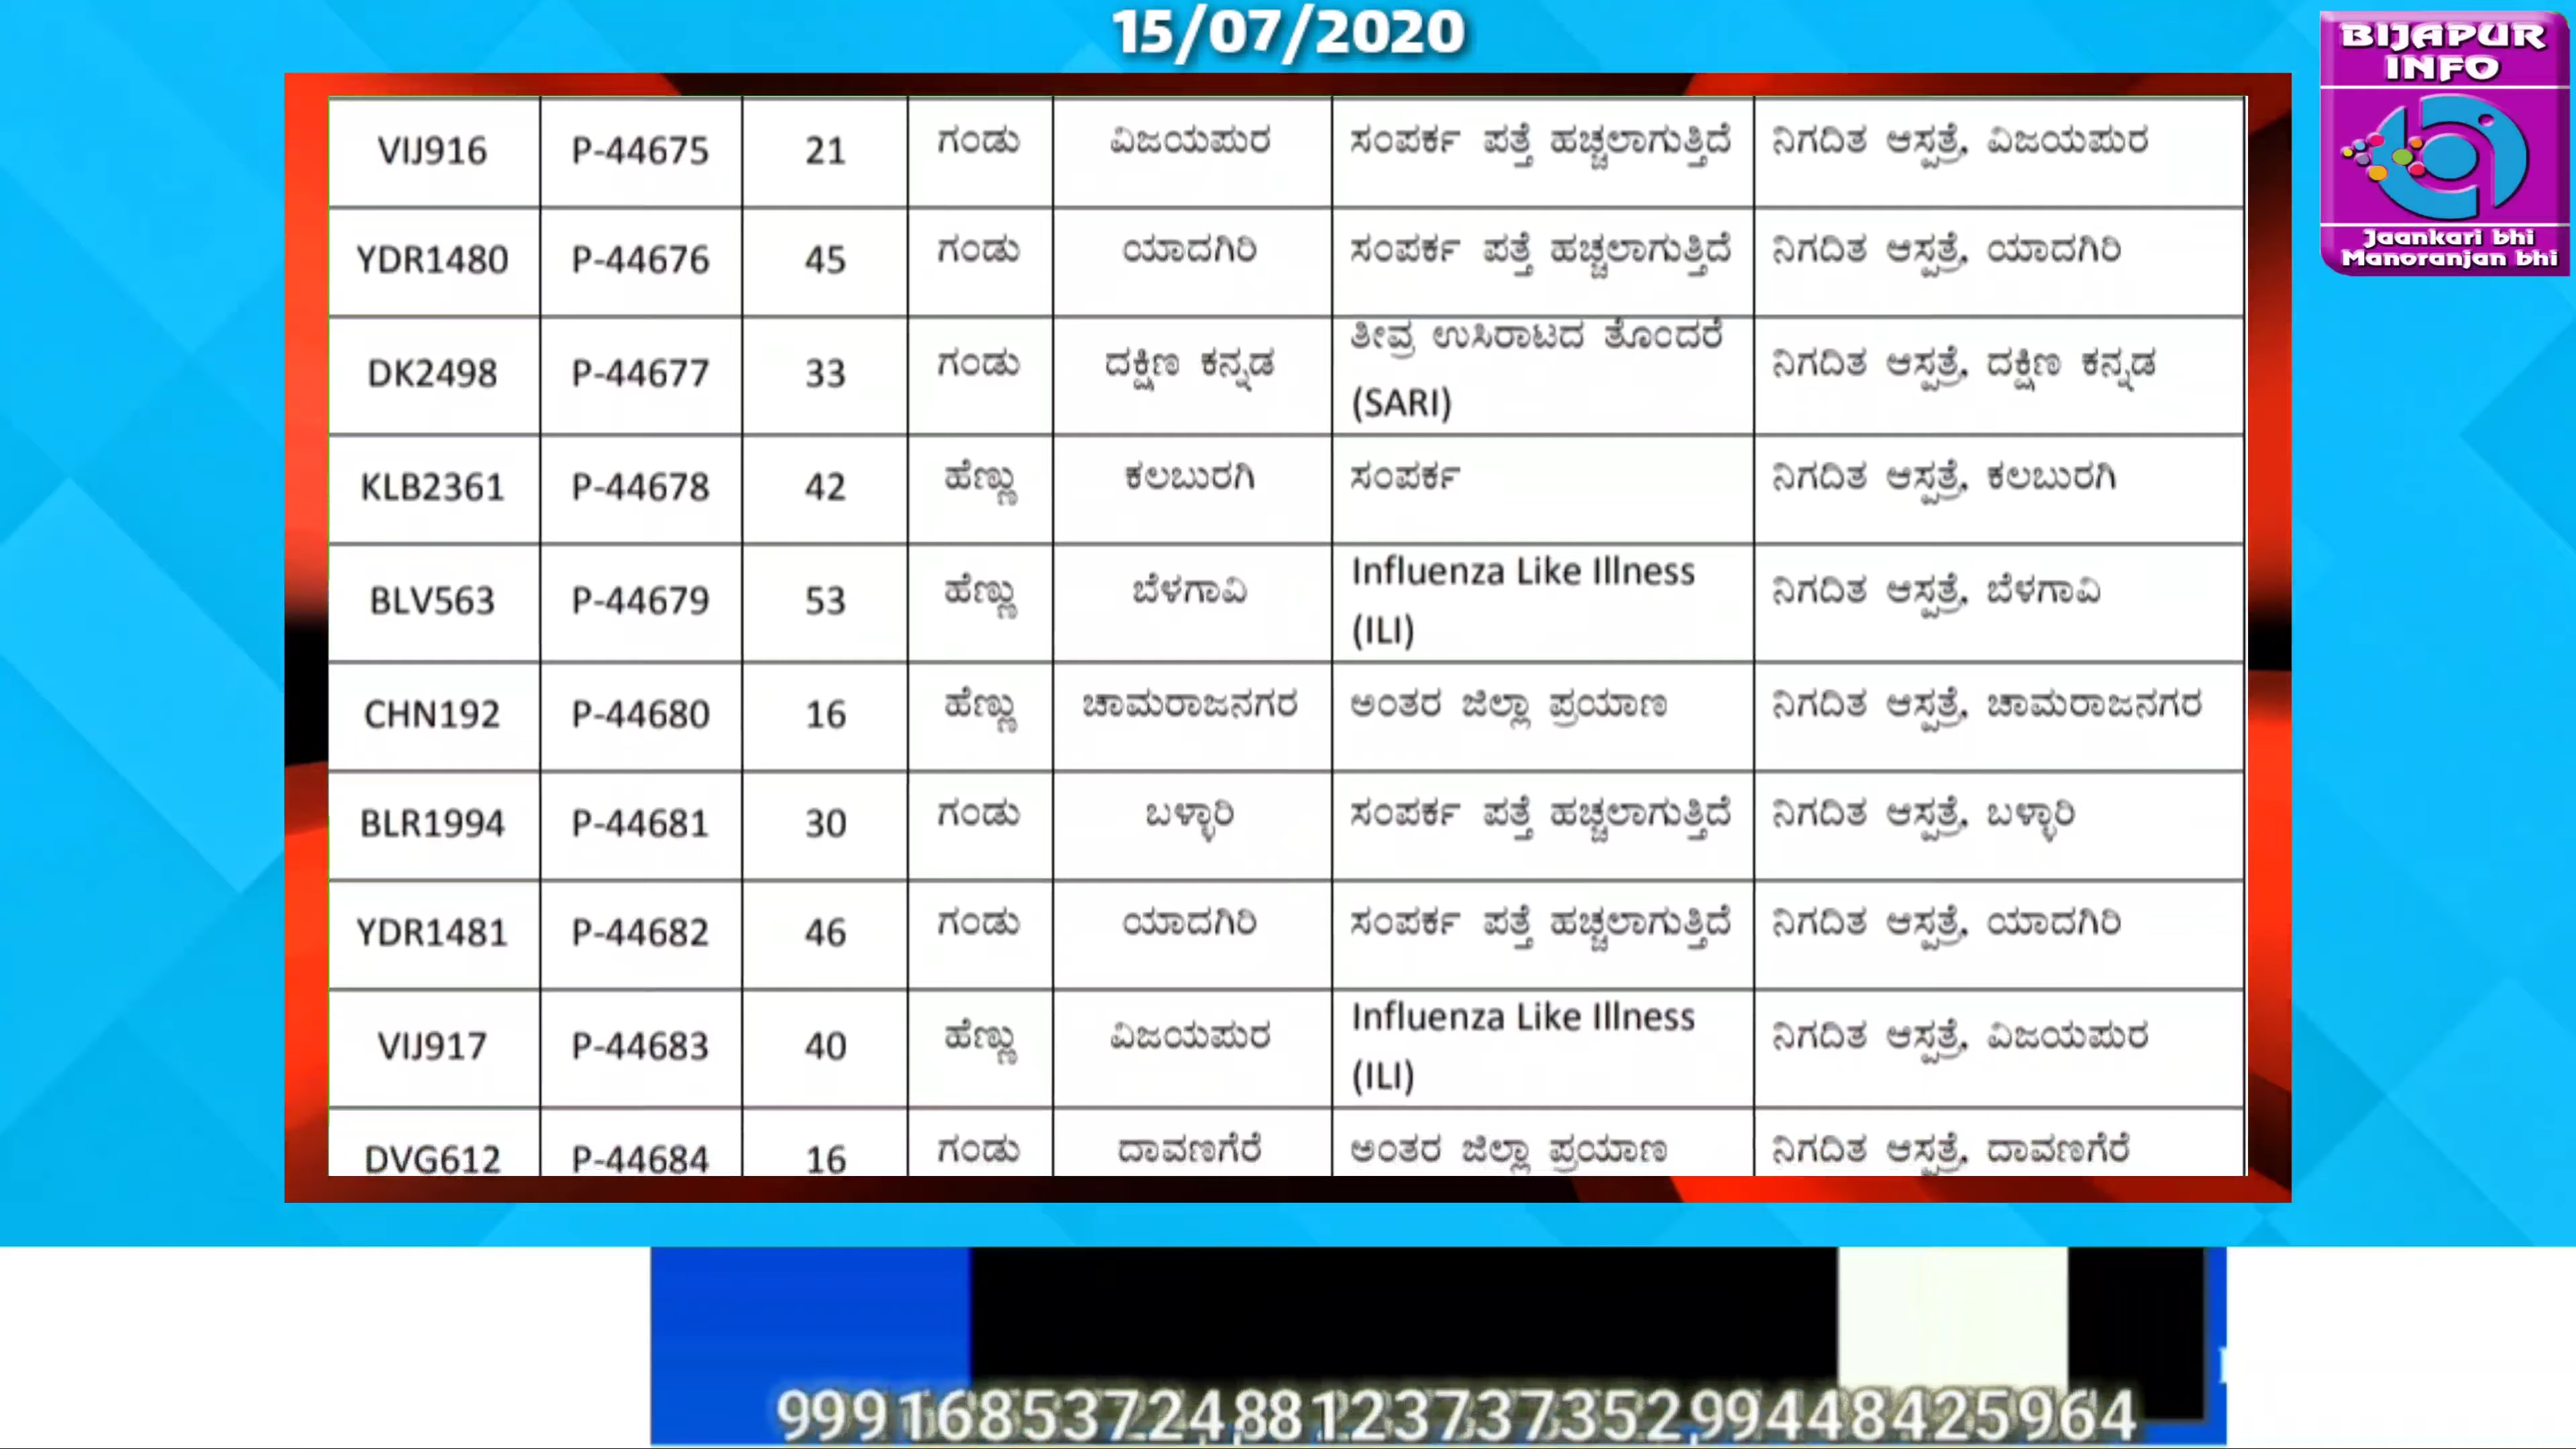 15/07/2020
BIJAPUR
INFO
Jaankari bhi
Manoranjan bhi
VIJ916 P-44675 21 ಗಂಡು ವಿಜಯಪುರ ಸಂಪರ್ಕ ಪತ್ತೆ ಹಚ್ಚಲಾಗುತ್ತಿದೆ ನಿಗದಿತ ಆಸ್ಪತ್ರೆ, ವಿಜಯಪುರ
YDR1480 P-44676 45 ಗಂಡು ಯಾದಗಿರಿ ಸಂಪರ್ಕ ಪತ್ತೆ ಹಚ್ಚಲಾಗುತ್ತಿದೆ ನಿಗದಿತ ಆಸ್ಪತ್ರೆ, ಯಾದಗಿರಿ
DK2498 P-44677 33 ಗಂಡು ದಕ್ಷಿಣ ಕನ್ನಡ ತೀವ್ರ ಉಸಿರಾಟದ ತೊಂದರೆ
(SARI) ನಿಗದಿತ ಆಸ್ಪತ್ರೆ, ದಕ್ಷಿಣ ಕನ್ನಡ
KLB2361 P-44678 42 ಹೆಣ್ಣು ಕಲಬುರಗಿ ಸಂಪರ್ಕ ನಿಗದಿತ ಆಸ್ಪತ್ರೆ, ಕಲಬುರಗಿ
BLV563 P-44679 53 ಹೆಣ್ಣು ಬೆಳಗಾವಿ Influenza Like Illness
(ILI) ನಿಗದಿತ ಆಸ್ಪತ್ರೆ, ಬೆಳಗಾವಿ
CHN192 P-44680 16 ಹೆಣ್ಣು ಚಾಮರಾಜನಗರ ಅಂತರ ಜಿಲ್ಲಾ ಪ್ರಯಾಣ ನಿಗದಿತ ಆಸ್ಪತ್ರೆ, ಚಾಮರಾಜನಗರ
BLR1994 P-44681 30 ಗಂಡು ಬಳ್ಳಾರಿ ಸಂಪರ್ಕ ಪತ್ತೆ ಹಚ್ಚಲಾಗುತ್ತಿದೆ ನಿಗದಿತ ಆಸ್ಪತ್ರೆ, ಬಳ್ಳಾರಿ
YDR1481 P-44682 46 ಗಂಡು ಯಾದಗಿರಿ ಸಂಪರ್ಕ ಪತ್ತೆ ಹಚ್ಚಲಾಗುತ್ತಿದೆ ನಿಗದಿತ ಆಸ್ಪತ್ರೆ, ಯಾದಗಿರಿ
VIJ917 P-44683 40 ಹೆಣ್ಣು ವಿಜಯಪುರ Influenza Like Illness
(ILI) ನಿಗದಿತ ಆಸ್ಪತ್ರೆ, ವಿಜಯಪುರ
DVG612 P-44684 16 ಗಂಡು ದಾವಣಗೆರೆ ಅಂತರ ಜಿಲ್ಲಾ ಪ್ರಯಾಣ ನಿಗದಿತ ಆಸ್ಪತ್ರೆ, ದಾವಣಗೆರೆ
99916853724,8812373 7352,99448425964